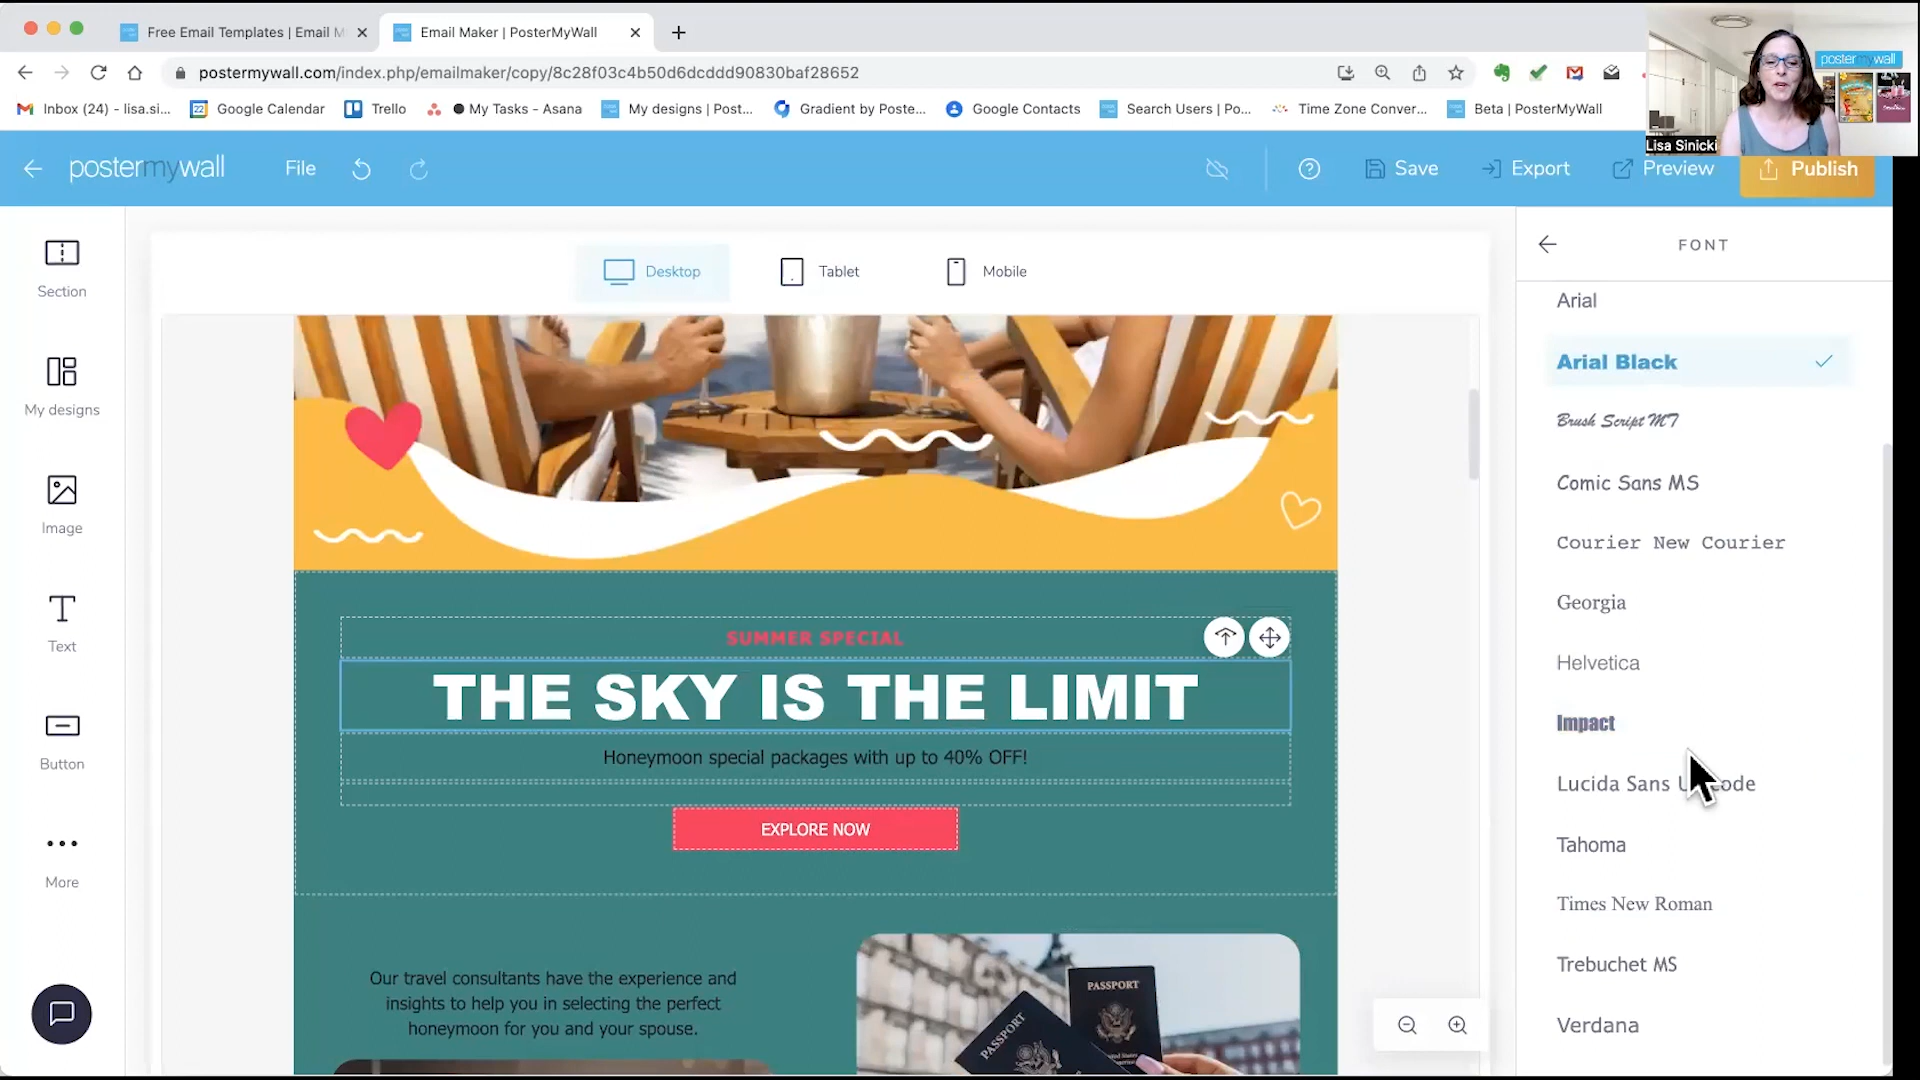 Free Email Templates | Email M
Email Maker | PosterMyWall
postermywall.com/index.php/emailmaker/copy/8c28f03c4b50d6dcddd90830baf28652
Inbox (24) - lisa.si...
22
Google Calendar
Trello
My Tasks - Asana
My designs | Post...
Gradient by Poste...
Google Contacts
Search Users | Po...
Time Zone Conver...
Beta | PosterMyWall
postermywall
Lisa Sinicki
postermywall
File
Save
Export
Preview
Publish
Section
My designs
Image
Text
Button
More
Desktop
Tablet
Mobile
SUMMER SPECIAL
THE SKY IS THE LIMIT
Honeymoon special packages with up to 40% OFF!
EXPLORE NOW
Our travel consultants have the experience and
insights to help you in selecting the perfect
honeymoon for you and your spouse.
PASSPORT
PASSPORT
FONT
Arial
Arial Black
Brush Script MT
Comic Sans MS
Courier New Courier
Georgia
Helvetica
Impact
Lucida Sans U ode
Tahoma
Times New Roman
Trebuchet MS
Verdana